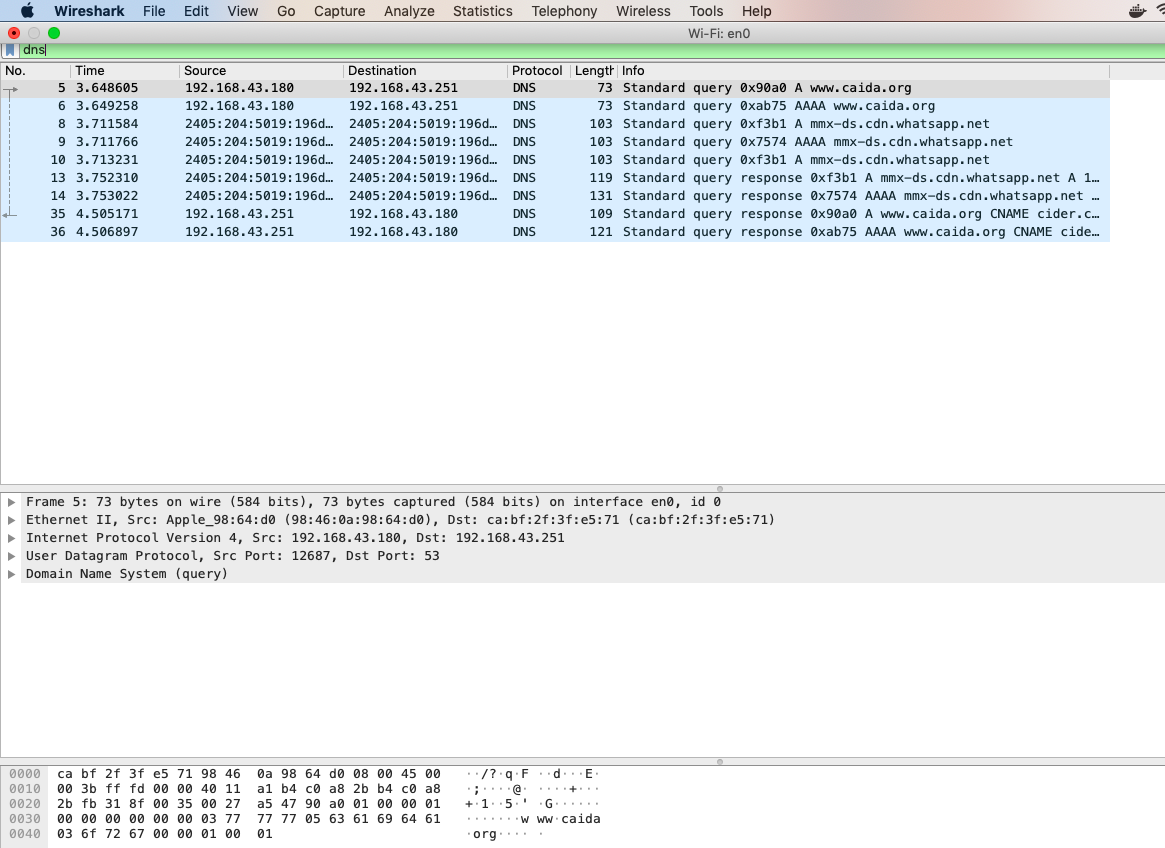 Wireshark File Edit View Go Capture Analyze Statistics Telephony Wireless Tools Help
Wi-Fi: en0
dns
No. Time Source Destination Protocol Length Info
5 3.648605 192.168.43.180 192.168.43.251 DNS 73 Standard query 0x90a0 A www.caida.org
6 3.649258 192.168.43.180 192.168.43.251 DNS 73 Standard query 0xab75 AAAA www.caida.org
8 3.711584 2405:204:5019:196d… 2405:204:5019:196d… DNS 103 Standard query 0xf3b1 A mmx-ds.cdn.whatsapp.net
9 3.711766 2405:204:5019:196d… 2405:204:5019:196d… DNS 103 Standard query 0x7574 AAAA mmx-ds.cdn.whatsapp.net
10 3.713231 2405:204:5019:196d… 2405:204:5019:196d… DNS 103 Standard query 0xf3b1 A mmx-ds.cdn.whatsapp.net
13 3.752310 2405:204:5019:196d… 2405:204:5019:196d… DNS 119 Standard query response 0xf3b1 A mmx-ds.cdn.whatsapp.net A 1…
14 3.753022 2405:204:5019:196d… 2405:204:5019:196d… DNS 131 Standard query response 0x7574 AAAA mmx-ds.cdn.whatsapp.net …
35 4.505171 192.168.43.251 192.168.43.180 DNS 109 Standard query response 0x90a0 A www.caida.org CNAME cider.c…
36 4.506897 192.168.43.251 192.168.43.180 DNS 121 Standard query response 0xab75 AAAA www.caida.org CNAME cide…
Frame 5: 73 bytes on wire (584 bits), 73 bytes captured (584 bits) on interface en0, id 0
Ethernet II, Src: Apple_98:64:d0 (98:46:0a:98:64:d0), Dst: ca:bf:2f:3f:e5:71 (ca:bf:2f:3f:e5:71)
Internet Protocol Version 4, Src: 192.168.43.180, Dst: 192.168.43.251
User Datagram Protocol, Src Port: 12687, Dst Port: 53
Domain Name System (query)
0000 ca bf 2f 3f e5 71 98 46 0a 98 64 d0 08 00 45 00 ··/?·q·F ··d···E·
0010 00 3b ff fd 00 00 40 11 a1 b4 c0 a8 2b b4 c0 a8 ·;····@· ····+···
0020 2b fb 31 8f 00 35 00 27 a5 47 90 a0 01 00 00 01 +·1··5·' ·G······
0030 00 00 00 00 00 00 03 77 77 77 05 63 61 69 64 61 ·······w ww·caida
0040 03 6f 72 67 00 00 01 00 01 ·org···· ·